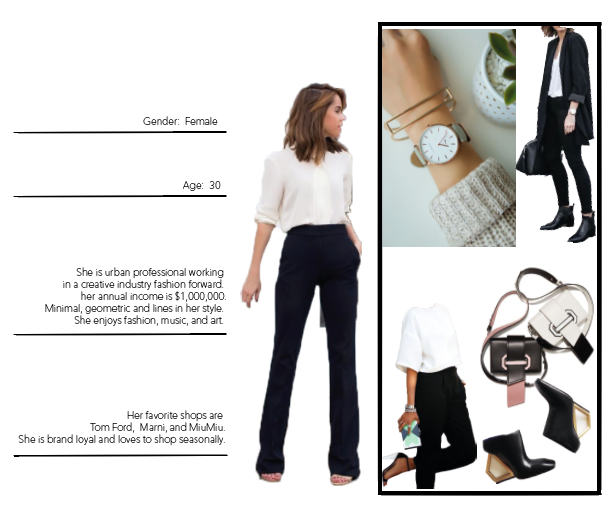 Gender: Female
Age: 30
She is urban professional working
in a creative industry fashion forward.
her annual income is $1,000,000.
Minimal, geometric and lines in her style.
She enjoys fashion, music, and art.
Her favorite shops are
Tom Ford, Marni, and MiuMiu.
She is brand loyal and loves to shop seasonally.